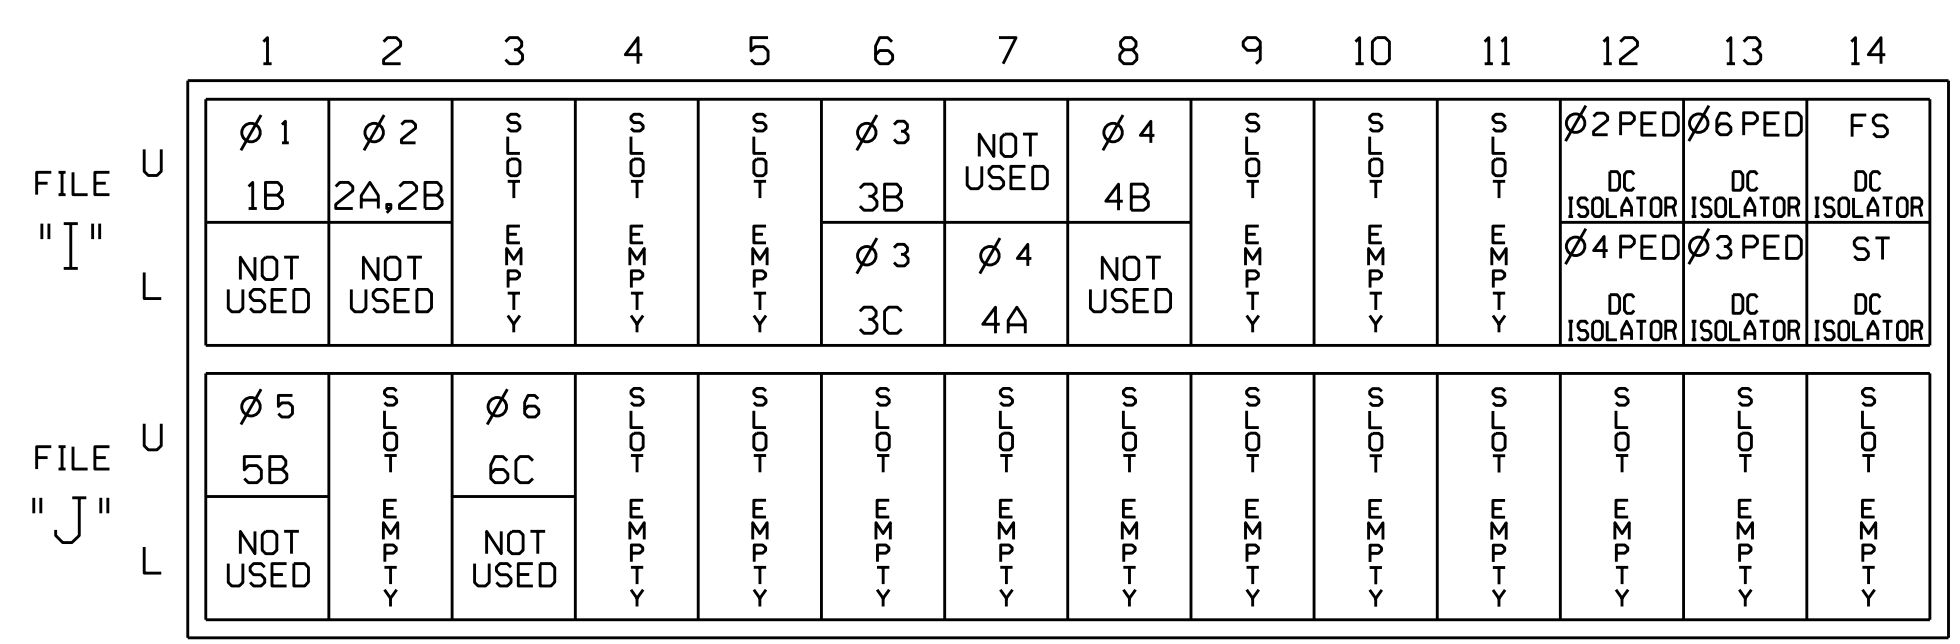 1 2 3 4 5 6 7 8 9 10 11 12 13 14
FILE
"I"
U
L
Ø 1
1B
NOT
USED
Ø 2
2A,2B
NOT
USED
SLOT EMPTY
SLOT EMPTY
SLOT EMPTY
Ø 3
3B
Ø 3
3C
NOT
USED
Ø 4
4A
Ø 4
4B
NOT
USED
SLOT EMPTY
SLOT EMPTY
SLOT EMPTY
Ø2 PED
DC
ISOLATOR
Ø4 PED
DC
ISOLATOR
Ø6 PED
DC
ISOLATOR
Ø3 PED
DC
ISOLATOR
FS
DC
ISOLATOR
ST
DC
ISOLATOR
FILE
"J"
U
L
Ø 5
5B
NOT
USED
SLOT EMPTY
Ø 6
6C
NOT
USED
SLOT EMPTY
SLOT EMPTY
SLOT EMPTY
SLOT EMPTY
SLOT EMPTY
SLOT EMPTY
SLOT EMPTY
SLOT EMPTY
SLOT EMPTY
SLOT EMPTY
SLOT EMPTY